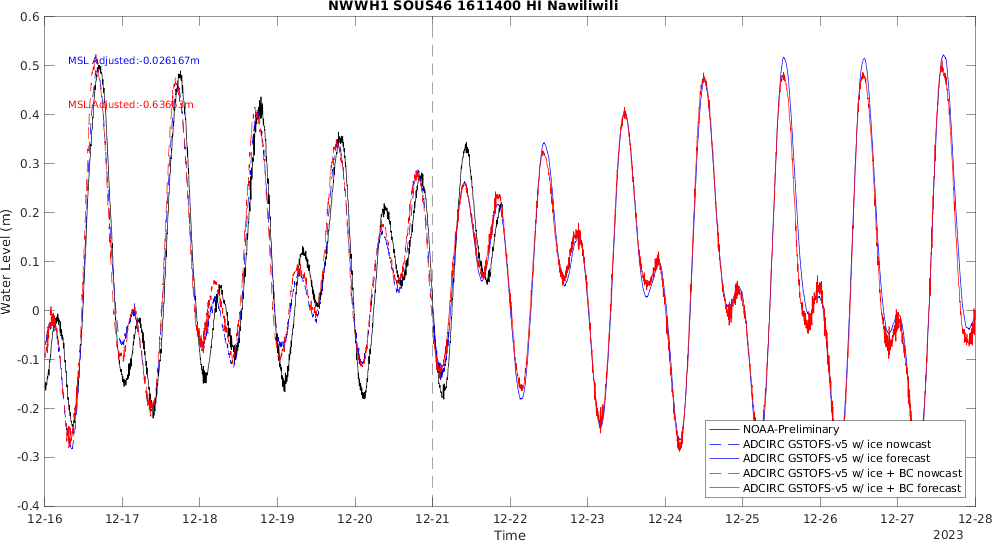 NWWH1 SOUS46 1611400 HI Nawiliwili
0.6
0.5
0.4
0.3
0.2
0.1
0
-0.1
-0.2
-0.3
-0.4
Water Level (m)
MSL Adjusted:-0.026167m
MSL Adjusted:
NOAA-Preliminary
ADCIRC GSTOFS-v5 w/ ice nowcast
ADCIRC GSTOFS-v5 w/ ice forecast
ADCIRC GSTOFS-v5 w/ ice + BC nowcast
ADCIRC GSTOFS-v5 w/ ice + BC forecast
12-16 12-17 12-18 12-19 12-20 12-21 12-22 12-23 12-24 12-25 12-26 12-27 12-28
Time
2023